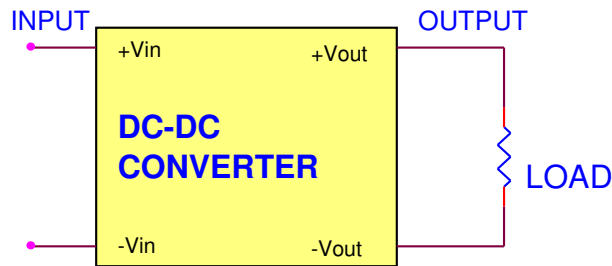 INPUT
OUTPUT
+Vin
+Vout
DC-DC
CONVERTER
LOAD
-Vin
-Vout